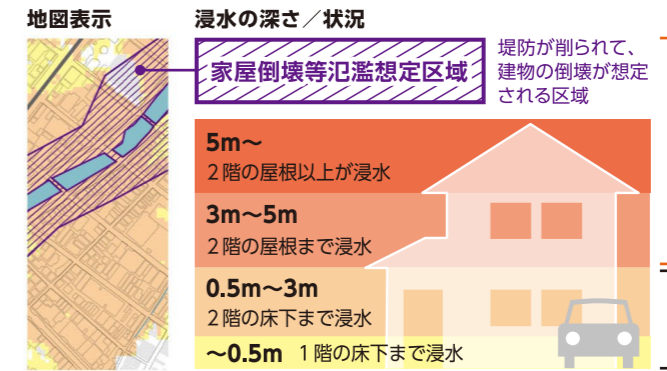 地図表示
浸水の深さ／状況
家屋倒壊等氾濫想定区域
堤防が削られて、
建物の倒壊が想定
される区域
5m〜
２階の屋根以上が浸水
3m〜5m
２階の屋根まで浸水
0.5m〜3m
２階の床下まで浸水
〜0.5m １階の床下まで浸水